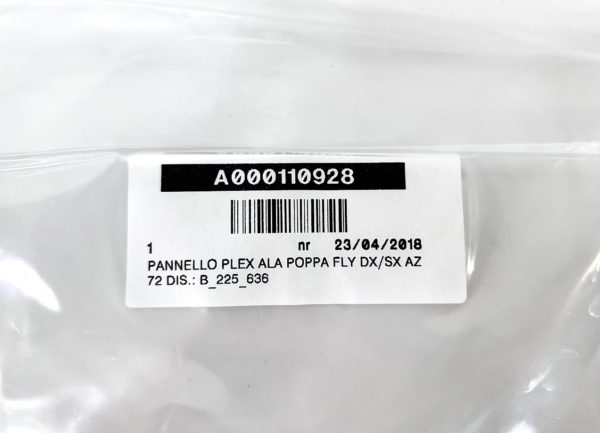 A000110928
1 nr 23/04/2018
PANNELLO PLEX ALA POPPA FLY DX/SX AZ
72 DIS.: B_225_636